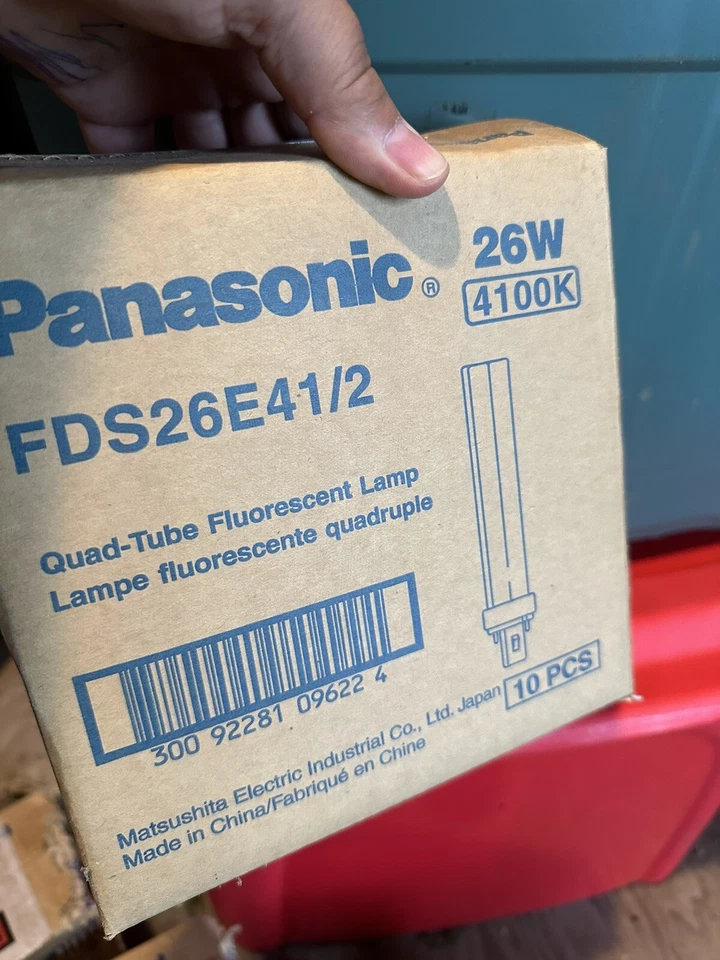 Panasonic®
26W
4100K
FDS26E41/2
Quad-Tube Fluorescent Lamp
Lampe fluorescente quadruple
300 92281 09622 4
10 PCS
Matsushita Electric Industrial Co., Ltd. Japan
Made in China/Fabriqué en Chine